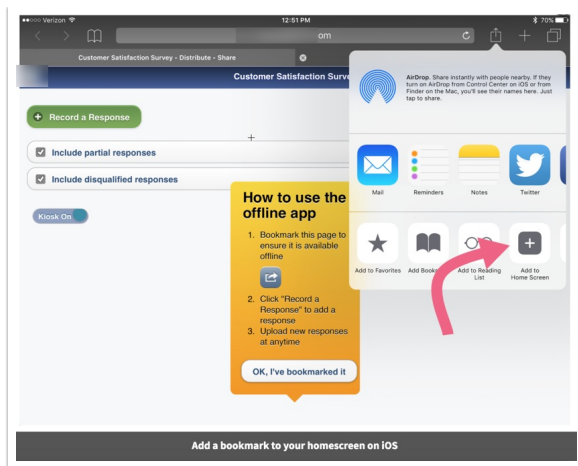 Verizon
12:51 PM
70%
om
Customer Satisfaction Survey - Distribute - Share
Customer Satisfaction Surve
Record a Response
Include partial responses
Include disqualified responses
Kiosk On
How to use the
offline app
1. Bookmark this page to
ensure it is available
offline
2. Click "Record a
Response" to add a
response
3. Upload new responses
at anytime
OK, I've bookmarked it
AirDrop. Share instantly with people nearby. If they
turn on AirDrop from Control Center on iOS or from
Finder on the Mac, you'll see their names here. Just
tap to share.
Mail
Reminders
Notes
Twitter
Add to Favorites
Add Book
Add to Reading
List
Add to
Home Screen
Add a bookmark to your homescreen on iOS